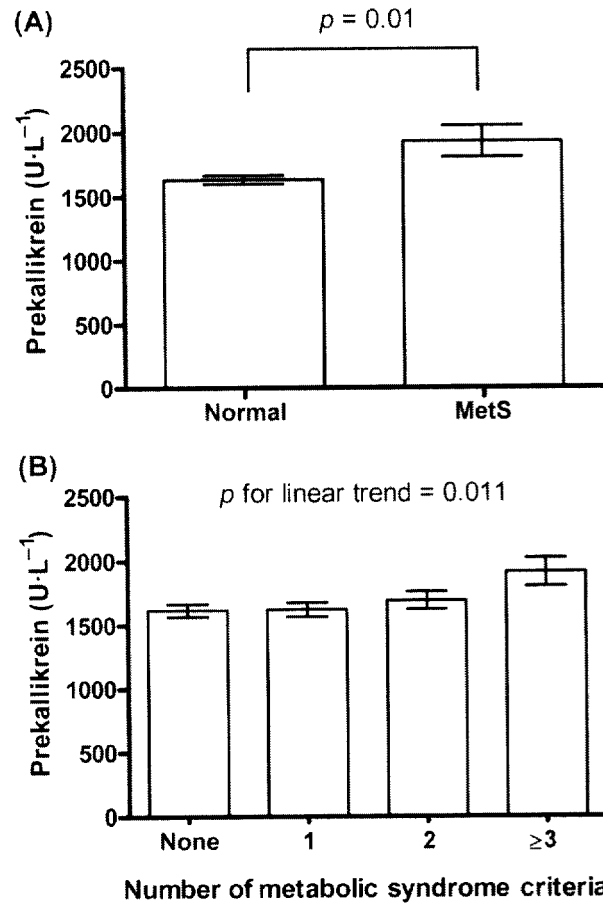 (A)
p = 0.01
Prekallikrein (U·L⁻¹)
2500
2000
1500
1000
500
0
Normal MetS
(B)
p for linear trend = 0.011
Prekallikrein (U·L⁻¹)
2500
2000
1500
1000
500
0
None 1 2 ≥3
Number of metabolic syndrome criteria